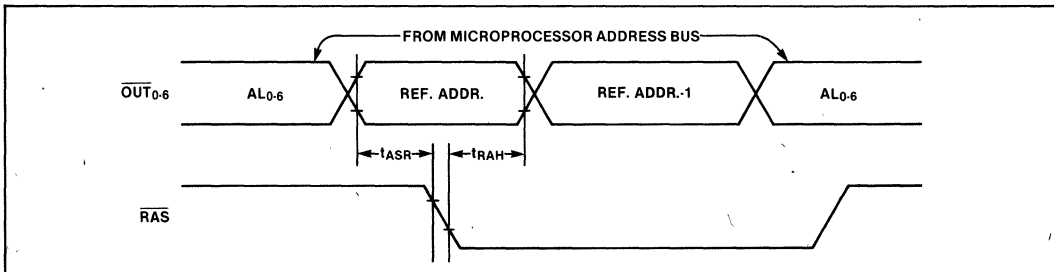 FROM MICROPROCESSOR ADDRESS BUS
OUT0-6 AL0-6 REF. ADDR. REF. ADDR.-1 AL0-6
tASR tRAH
RAS